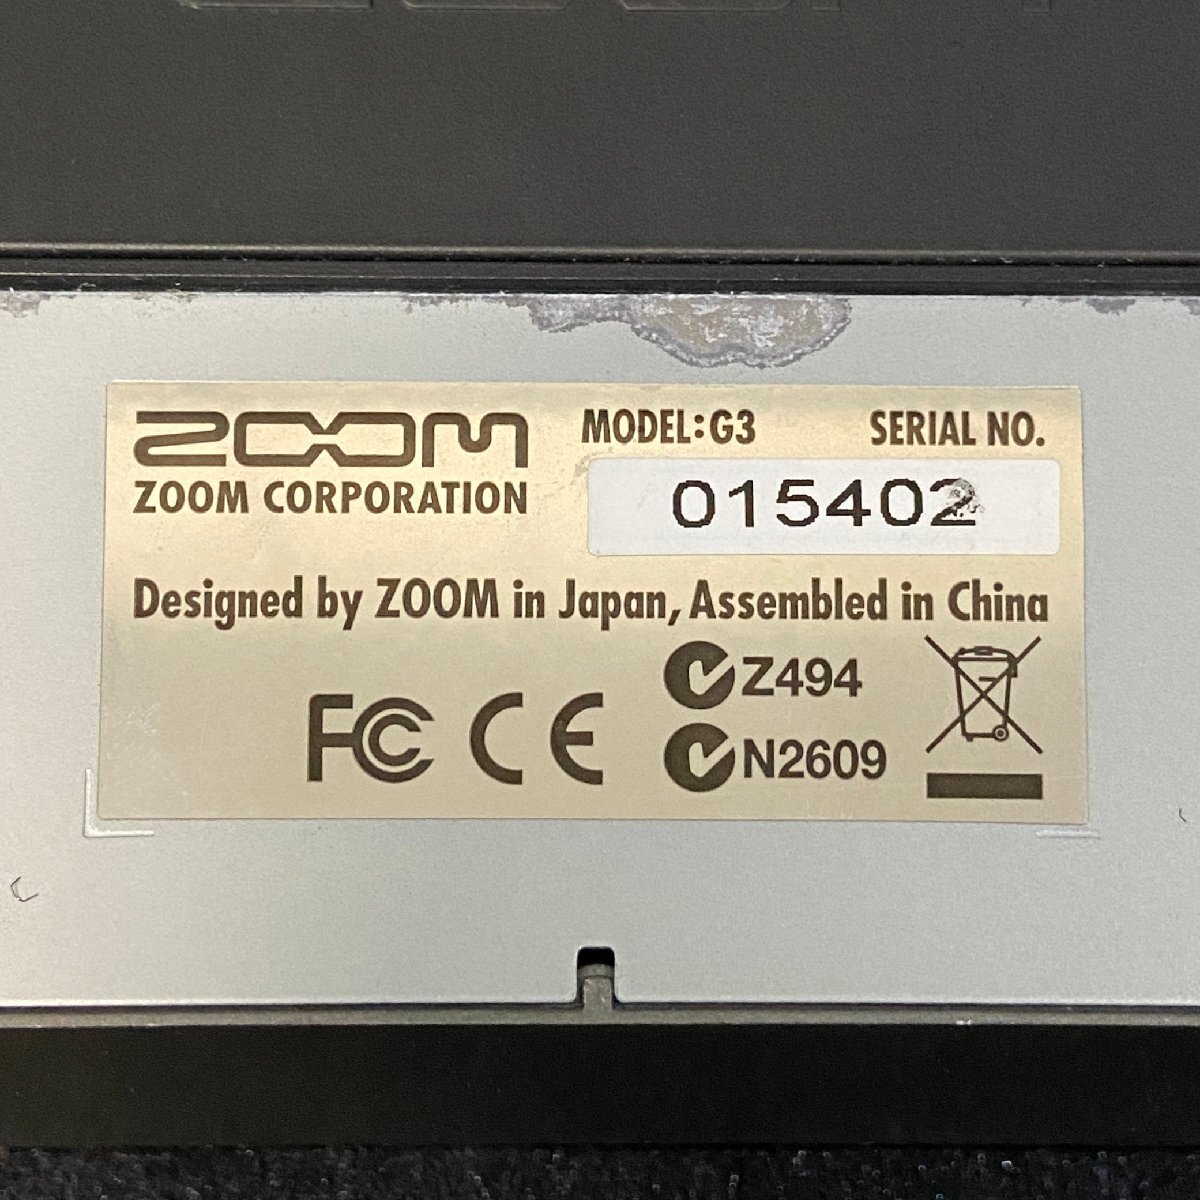 ZOOM
ZOOM CORPORATION
MODEL:G3
SERIAL NO.
015402
Designed by ZOOM in Japan, Assembled in China
FC CE
Z494
N2609